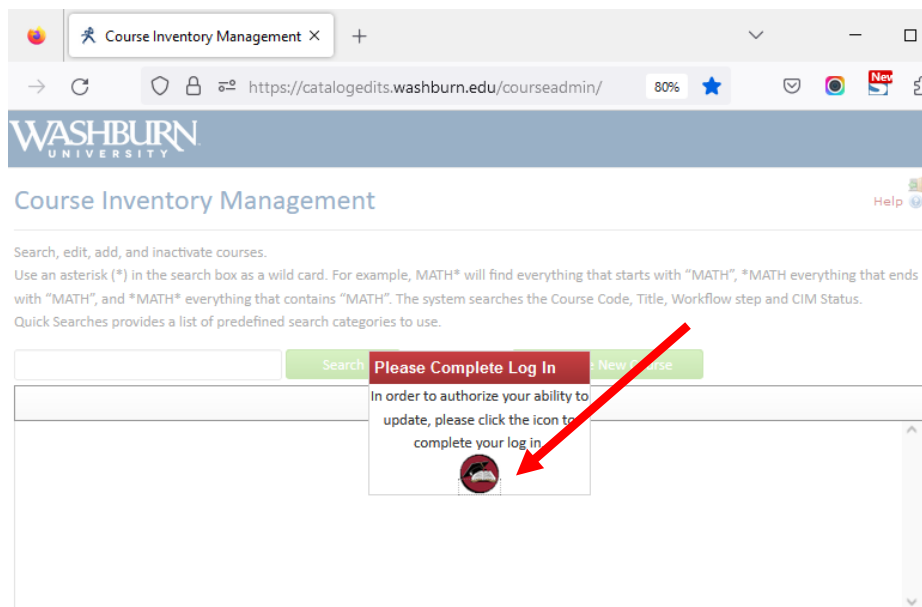 Course Inventory Management
https://catalogedits.washburn.edu/courseadmin/
80%
New
WASHBURN
UNIVERSITY
Course Inventory Management
Help
Search, edit, add, and inactivate courses.
Use an asterisk (*) in the search box as a wild card. For example, MATH* will find everything that starts with “MATH”, *MATH everything that ends
with “MATH”, and *MATH* everything that contains “MATH”. The system searches the Course Code, Title, Workflow step and CIM Status.
Quick Searches provides a list of predefined search categories to use.
Search
New Course
Please Complete Log In
In order to authorize your ability to
update, please click the icon to
complete your log in.